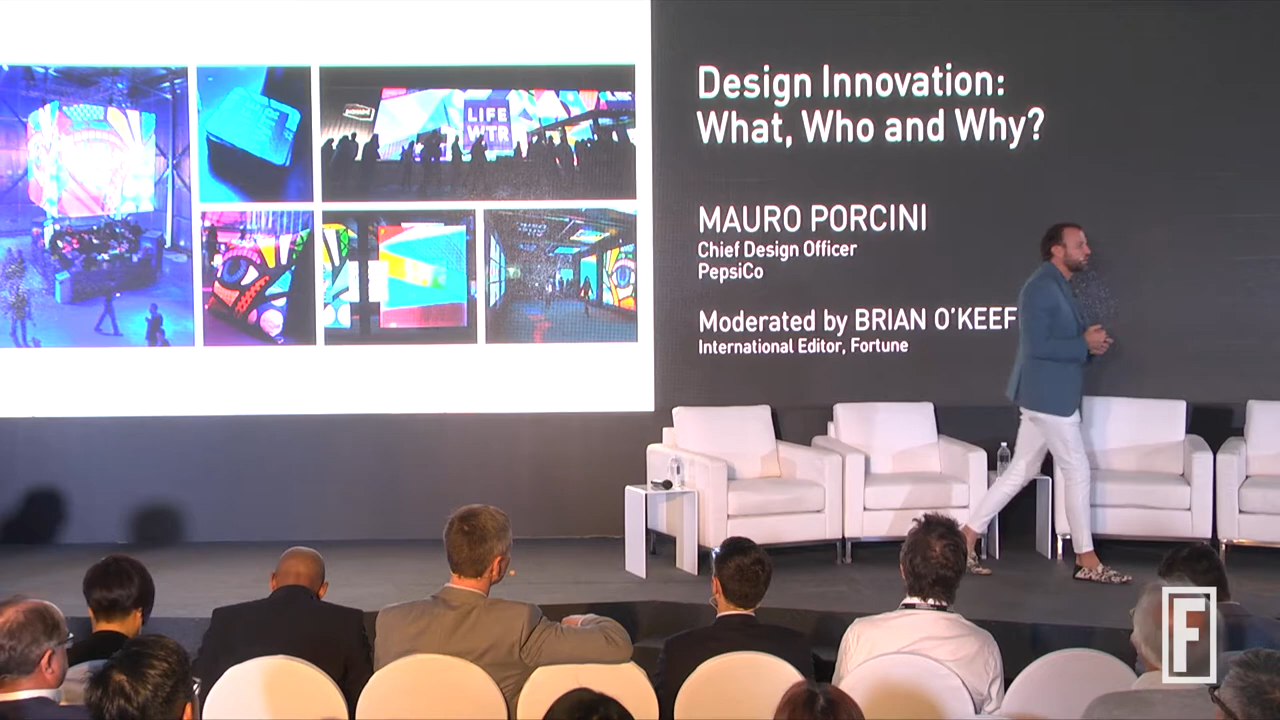 LIFE
WTR
Design Innovation:
What, Who and Why?
MAURO PORCINI
Chief Design Officer
PepsiCo
Moderated by BRIAN O'KEEF
International Editor, Fortune
F